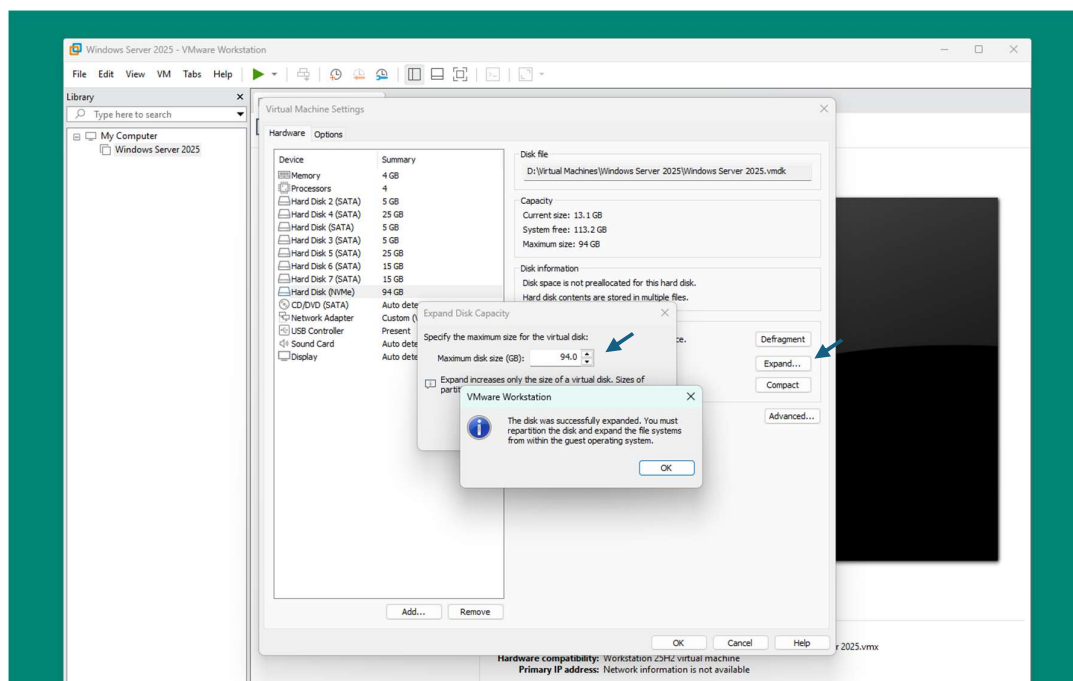 Windows Server 2025 - VMware Workstation
File Edit View VM Tabs Help
Library
Type here to search
My Computer
Windows Server 2025
Virtual Machine Settings
Hardware Options
Device Summary
Memory 4 GB
Processors 4
Hard Disk 2 (SATA) 5 GB
Hard Disk 4 (SATA) 25 GB
Hard Disk (SATA) 5 GB
Hard Disk 3 (SATA) 5 GB
Hard Disk 5 (SATA) 25 GB
Hard Disk 6 (SATA) 15 GB
Hard Disk 7 (SATA) 15 GB
Hard Disk (NVMe) 94 GB
CD/DVD (SATA) Auto dete
Network Adapter Custom (
USB Controller Present
Sound Card Auto dete
Display Auto dete
Add... Remove
Disk file
D:\Virtual Machines\Windows Server 2025\Windows Server 2025.vmdk
Capacity
Current size: 13.1 GB
System free: 113.2 GB
Maximum size: 94 GB
Disk information
Disk space is not preallocated for this hard disk.
Hard disk contents are stored in multiple files.
ce.
Defragment
Expand...
Compact
Advanced...
Expand Disk Capacity
Specify the maximum size for the virtual disk:
Maximum disk size (GB): 94.0
Expand increases only the size of a virtual disk. Sizes of
partit
VMware Workstation
The disk was successfully expanded. You must
repartition the disk and expand the file systems
from within the guest operating system.
OK
OK Cancel Help
r 2025.vmx
Hardware compatibility: Workstation 25H2 virtual machine
Primary IP address: Network information is not available